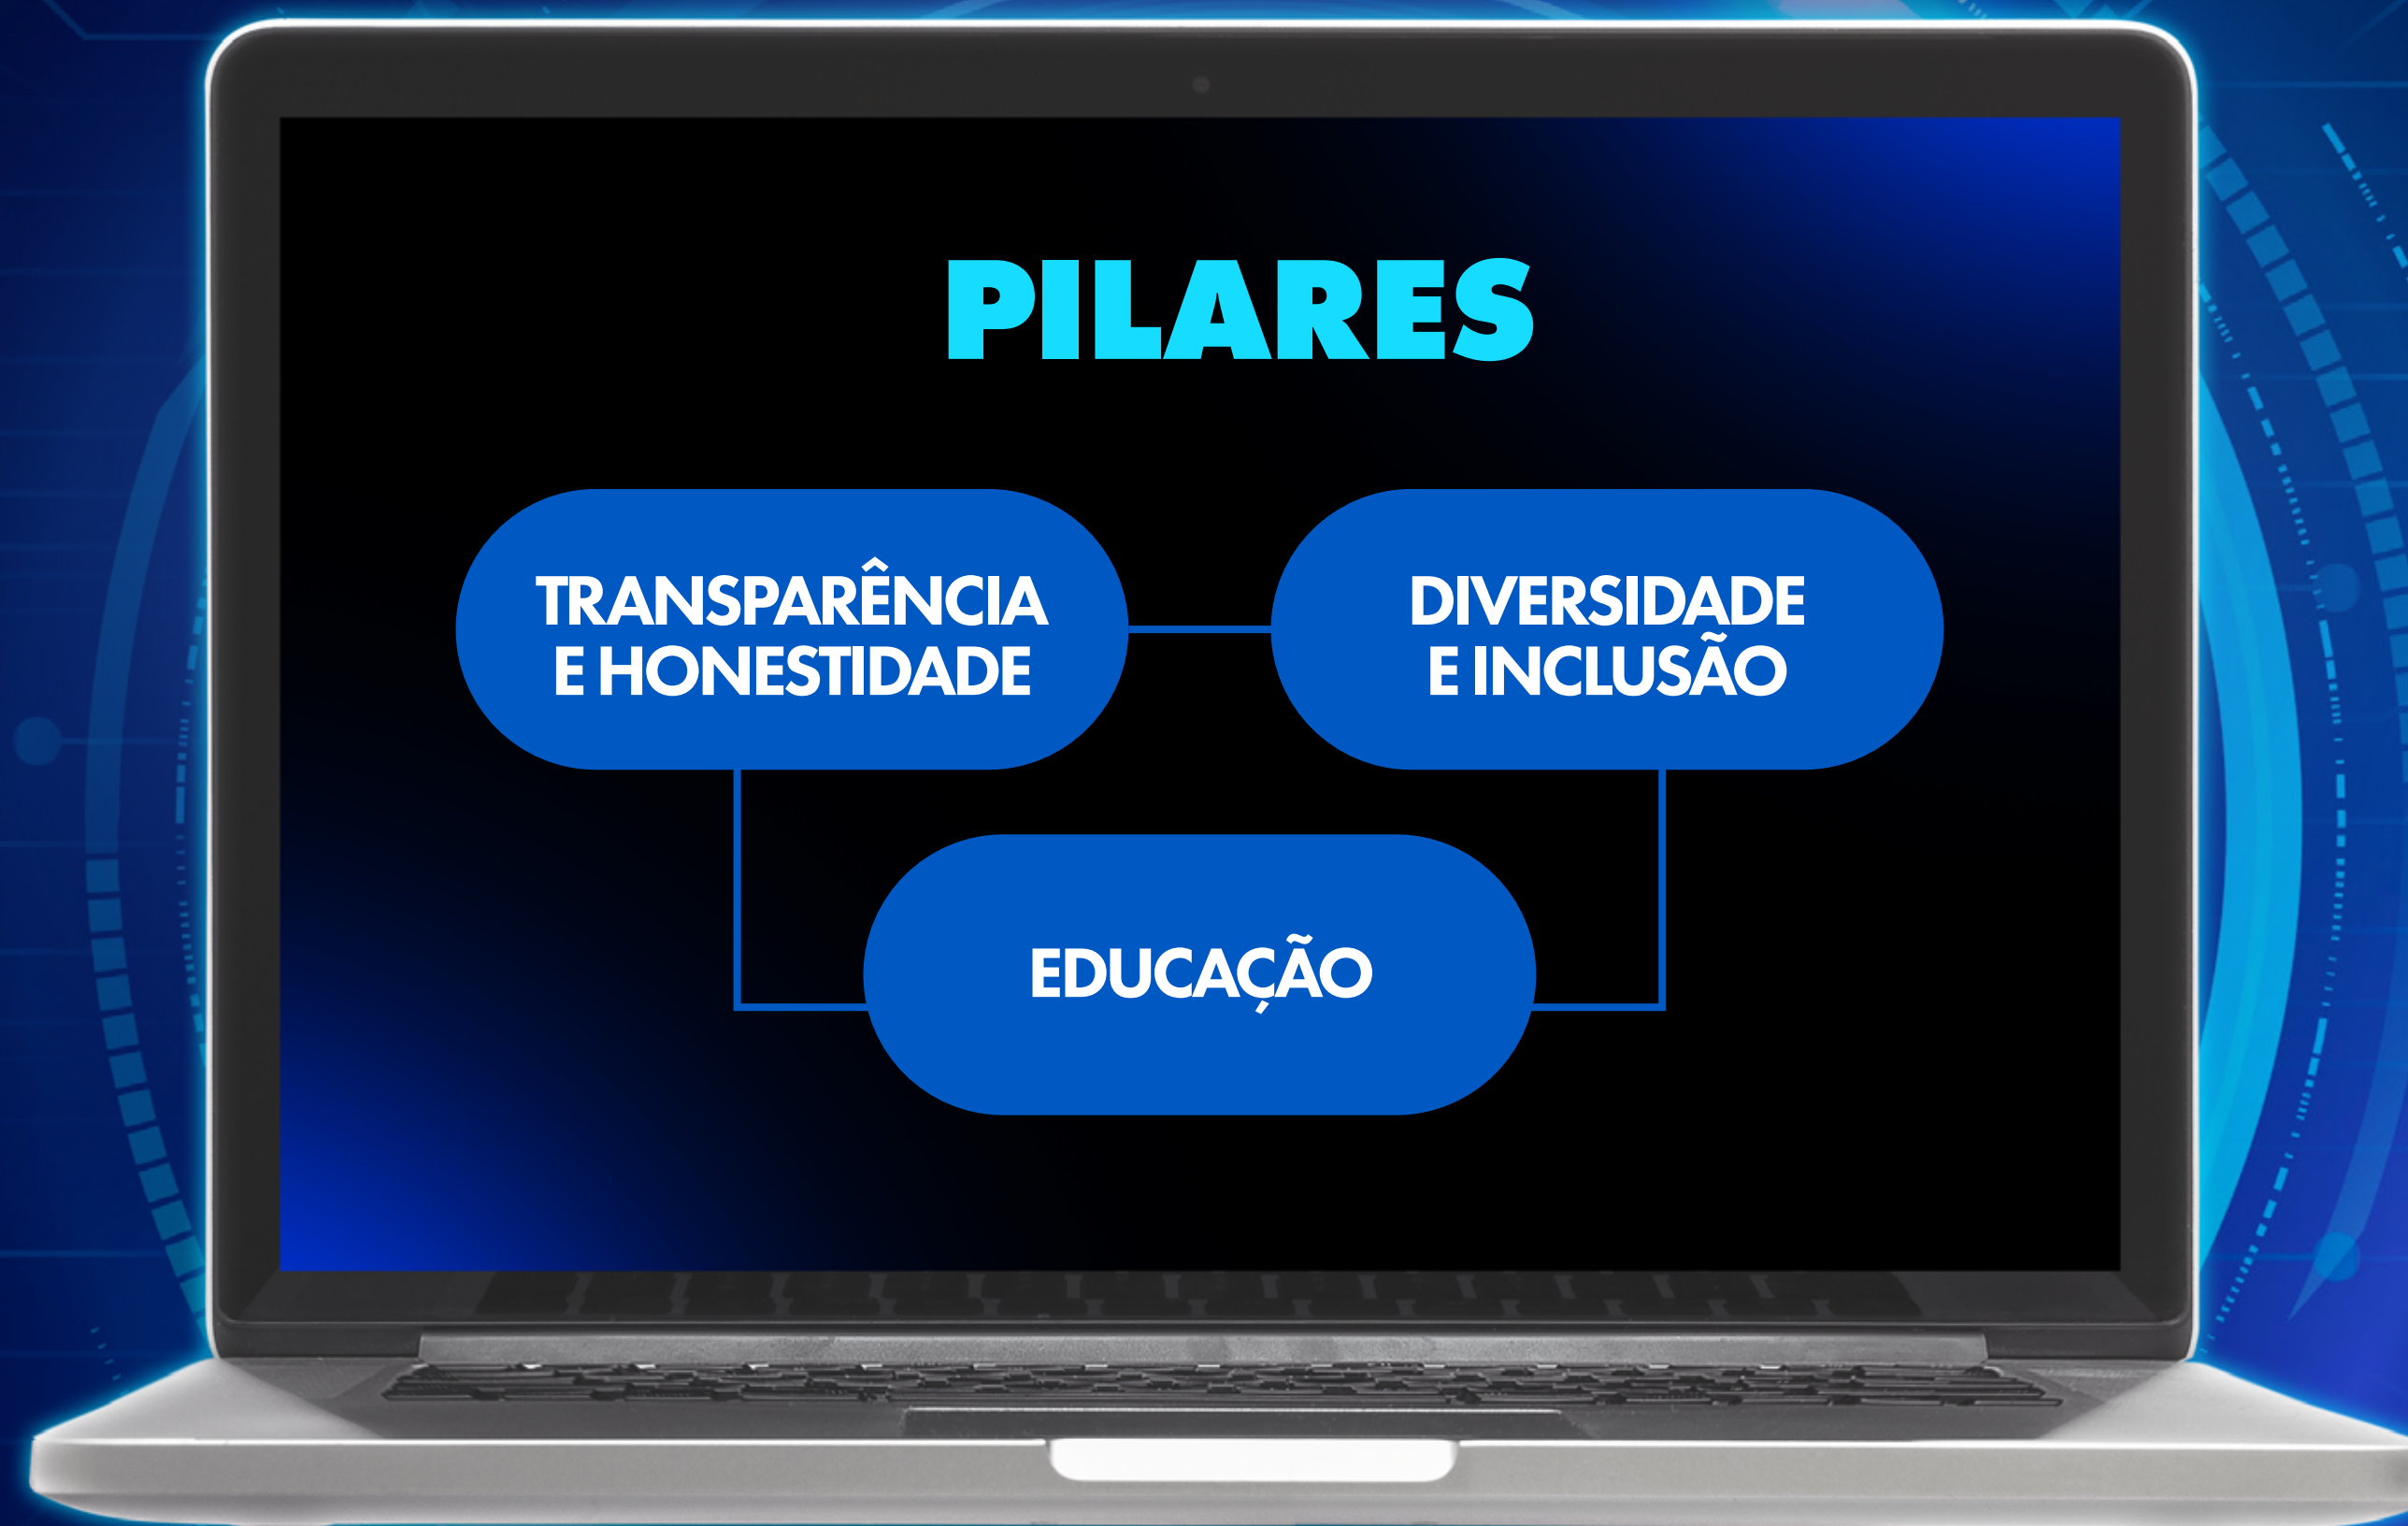 PILARES
TRANSPARÊNCIA
E HONESTIDADE
DIVERSIDADE
E INCLUSÃO
EDUCAÇÃO